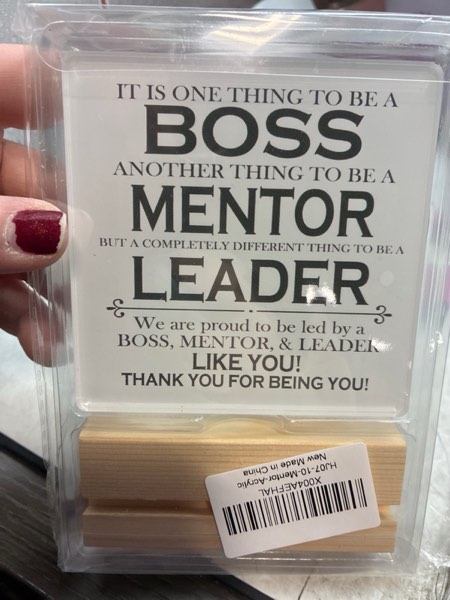 IT IS ONE THING TO BE A
BOSS
ANOTHER THING TO BE A
MENTOR
BUT A COMPLETELY DIFFERENT THING TO BE A
LEADER
We are proud to be led by a
BOSS, MENTOR, & LEADER
LIKE YOU!
THANK YOU FOR BEING YOU!
X004AEFHAL
HJ07-10-Mentor-Acrylic
New Made in China